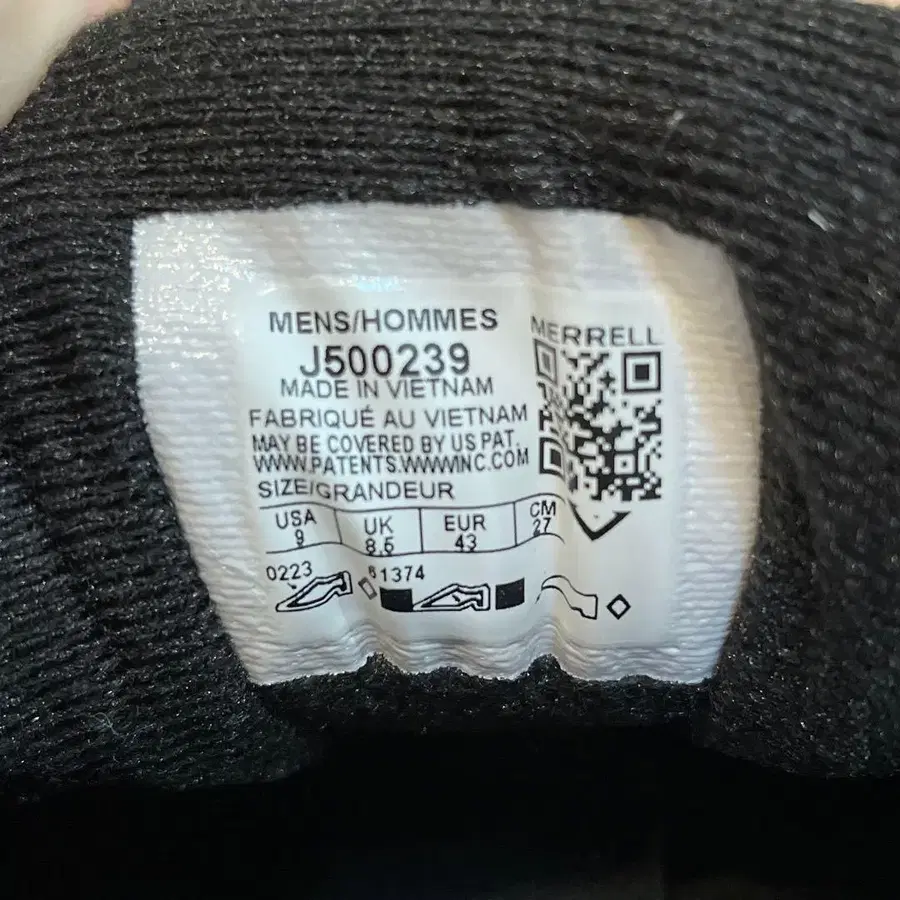 MENS/HOMMES
J500239
MADE IN VIETNAM
FABRIQUÉ AU VIETNAM
MAY BE COVERED BY US PAT.
WWW.PATENTS.WWWINC.COM
SIZE/GRANDEUR
USA UK EUR CM
9 8.5 43 27
0223 61374
MERRELL